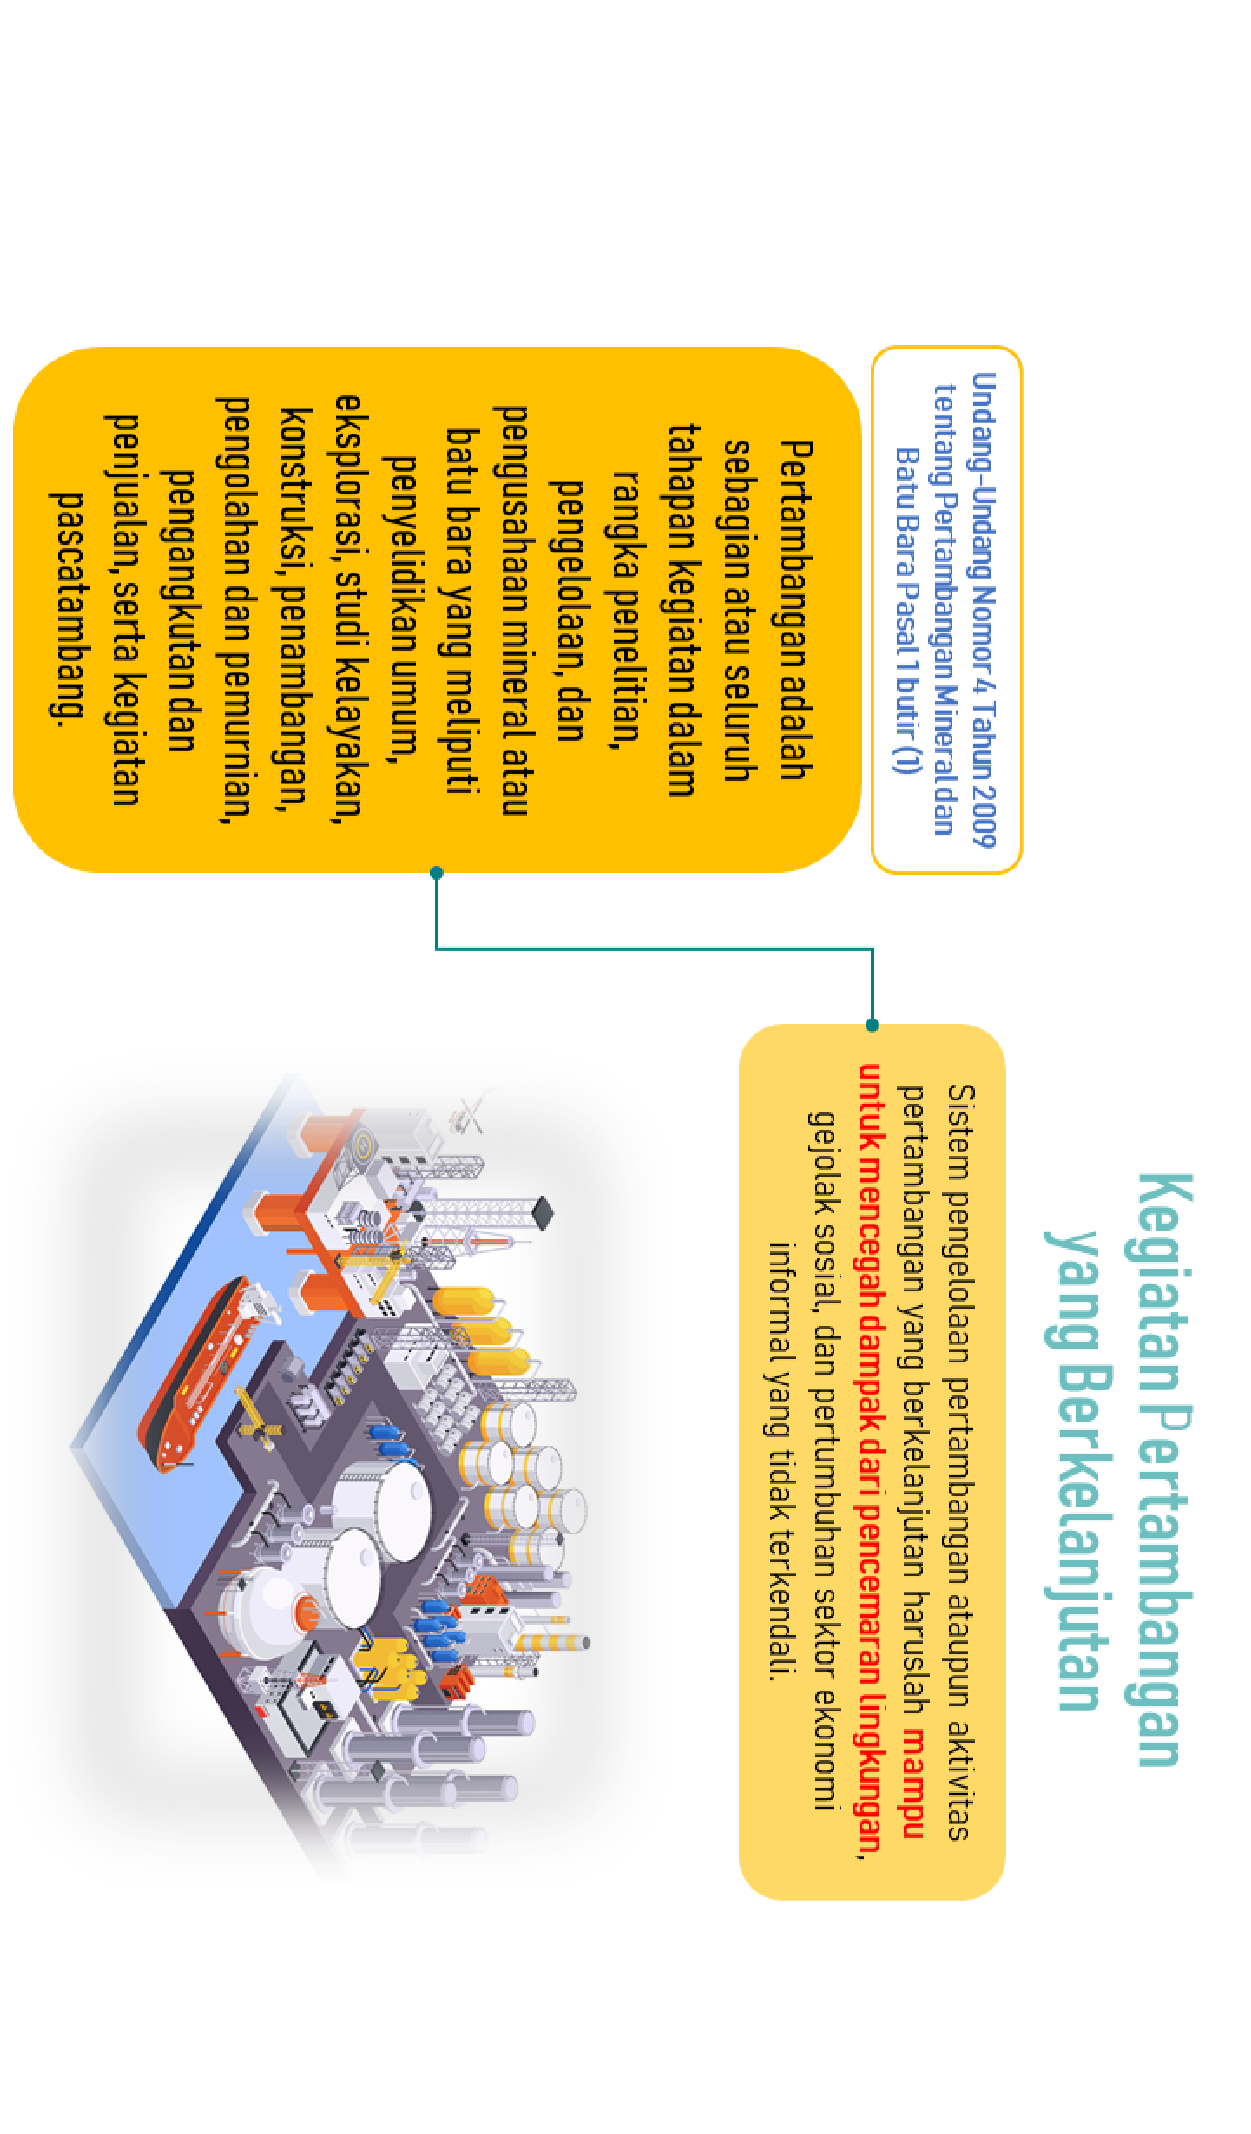 Kegiatan Pertambangan
yang Berkelanjutan
Undang-Undang Nomor 4 Tahun 2009
tentang Pertambangan Mineral dan
Batu Bara Pasal 1 butir (1)
Pertambangan adalah
sebagian atau seluruh
tahapan kegiatan dalam
rangka penelitian,
pengelolaan, dan
pengusahaan mineral atau
batu bara yang meliputi
penyelidikan umum,
eksplorasi, studi kelayakan,
konstruksi, penambangan,
pengolahan dan pemurnian,
pengangkutan dan
penjualan, serta kegiatan
pascatambang.
Sistem pengelolaan pertambangan ataupun aktivitas
pertambangan yang berkelanjutan haruslah mampu
untuk mencegah dampak dari pencemaran lingkungan,
gejolak sosial, dan pertumbuhan sektor ekonomi
informal yang tidak terkendali.